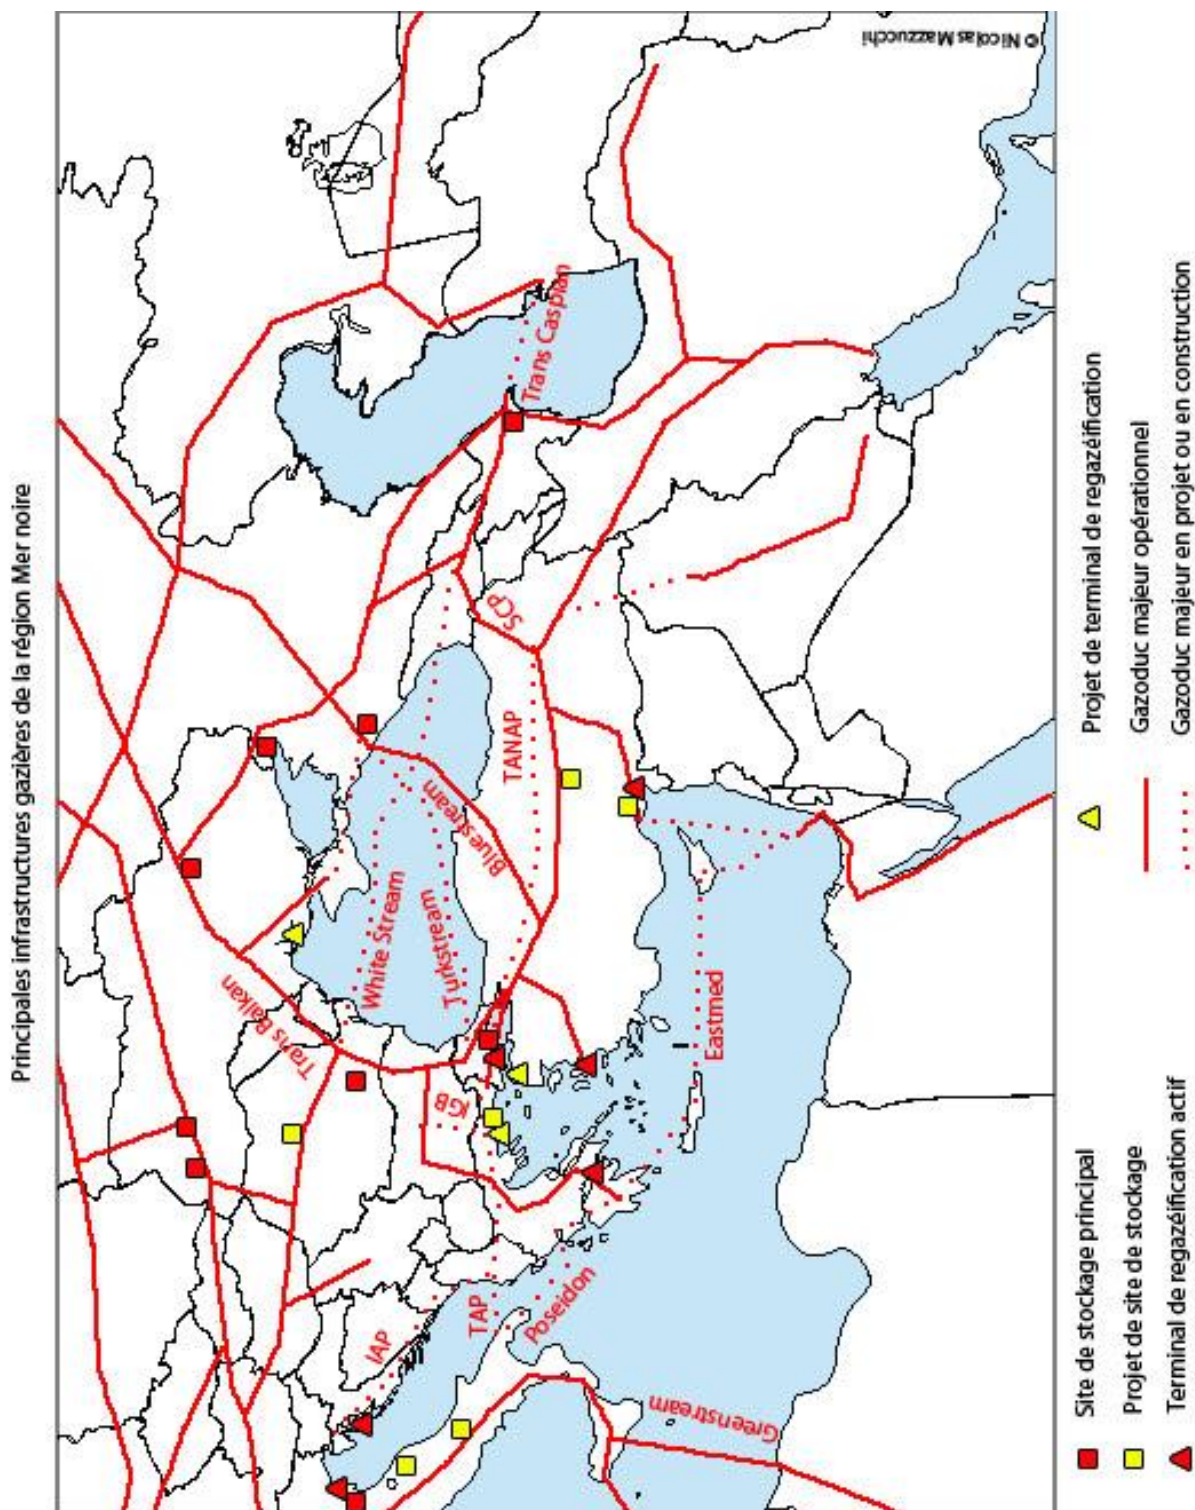 Principales infrastructures gazières de la région Mer noire
© Nicolas Mazzucchi
Trans Caspian
SCP
TANAP
Bluestream
White Stream
Turkstream
Trans Balkan
IGB
Eastmed
IAP
TAP
Poseidon
Greenstream
Site de stockage principal
Projet de site de stockage
Terminal de regazéification actif
Projet de terminal de regazéification
Gazoduc majeur opérationnel
Gazoduc majeur en projet ou en construction